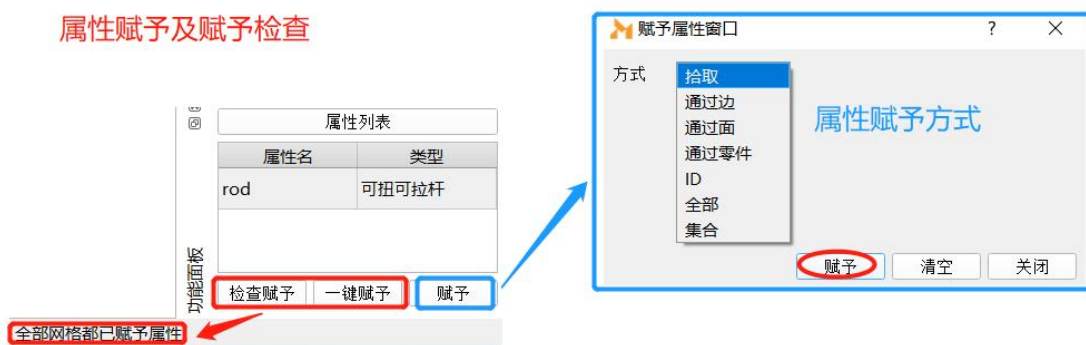 属性赋予及赋予检查
属性列表
属性名 类型
rod 可扭可拉杆
功能面板
检查赋予 一键赋予 赋予
全部网格都已赋予属性
赋予属性窗口 ? ×
方式 拾取
通过边
通过面
通过零件
ID
全部
集合
属性赋予方式
赋予 清空 关闭